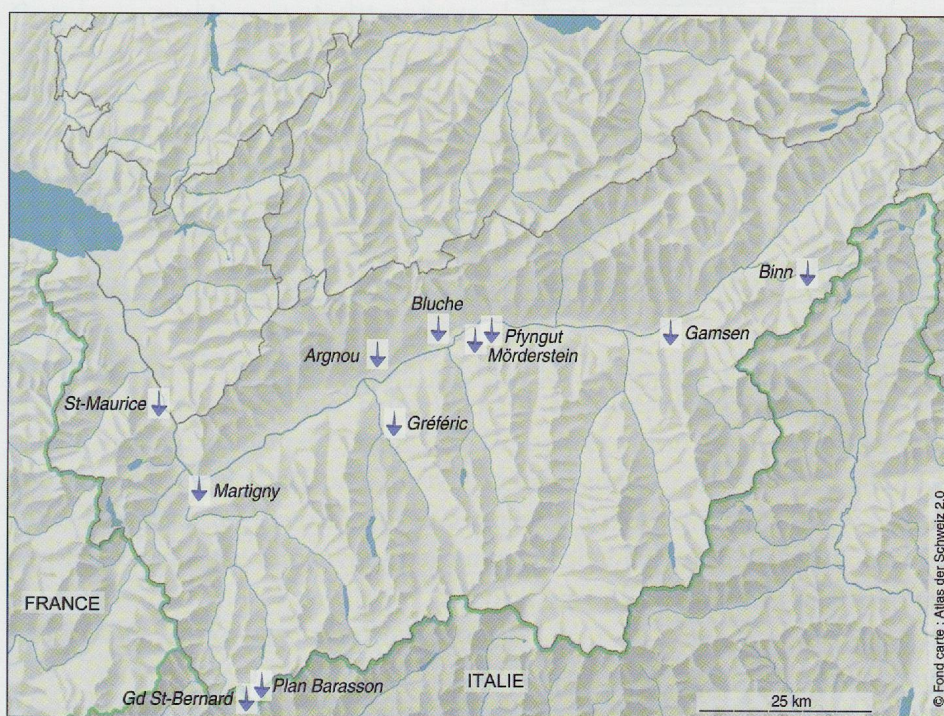 Binn
Bluche
Pfyngut
Mörderstein
Gamsen
Argnou
St-Maurice
Gréféric
Martigny
FRANCE
ITALIE
Plan Barasson
Gd St-Bernard
25 km
© Fond carte : Atlas der Schweiz 2.0